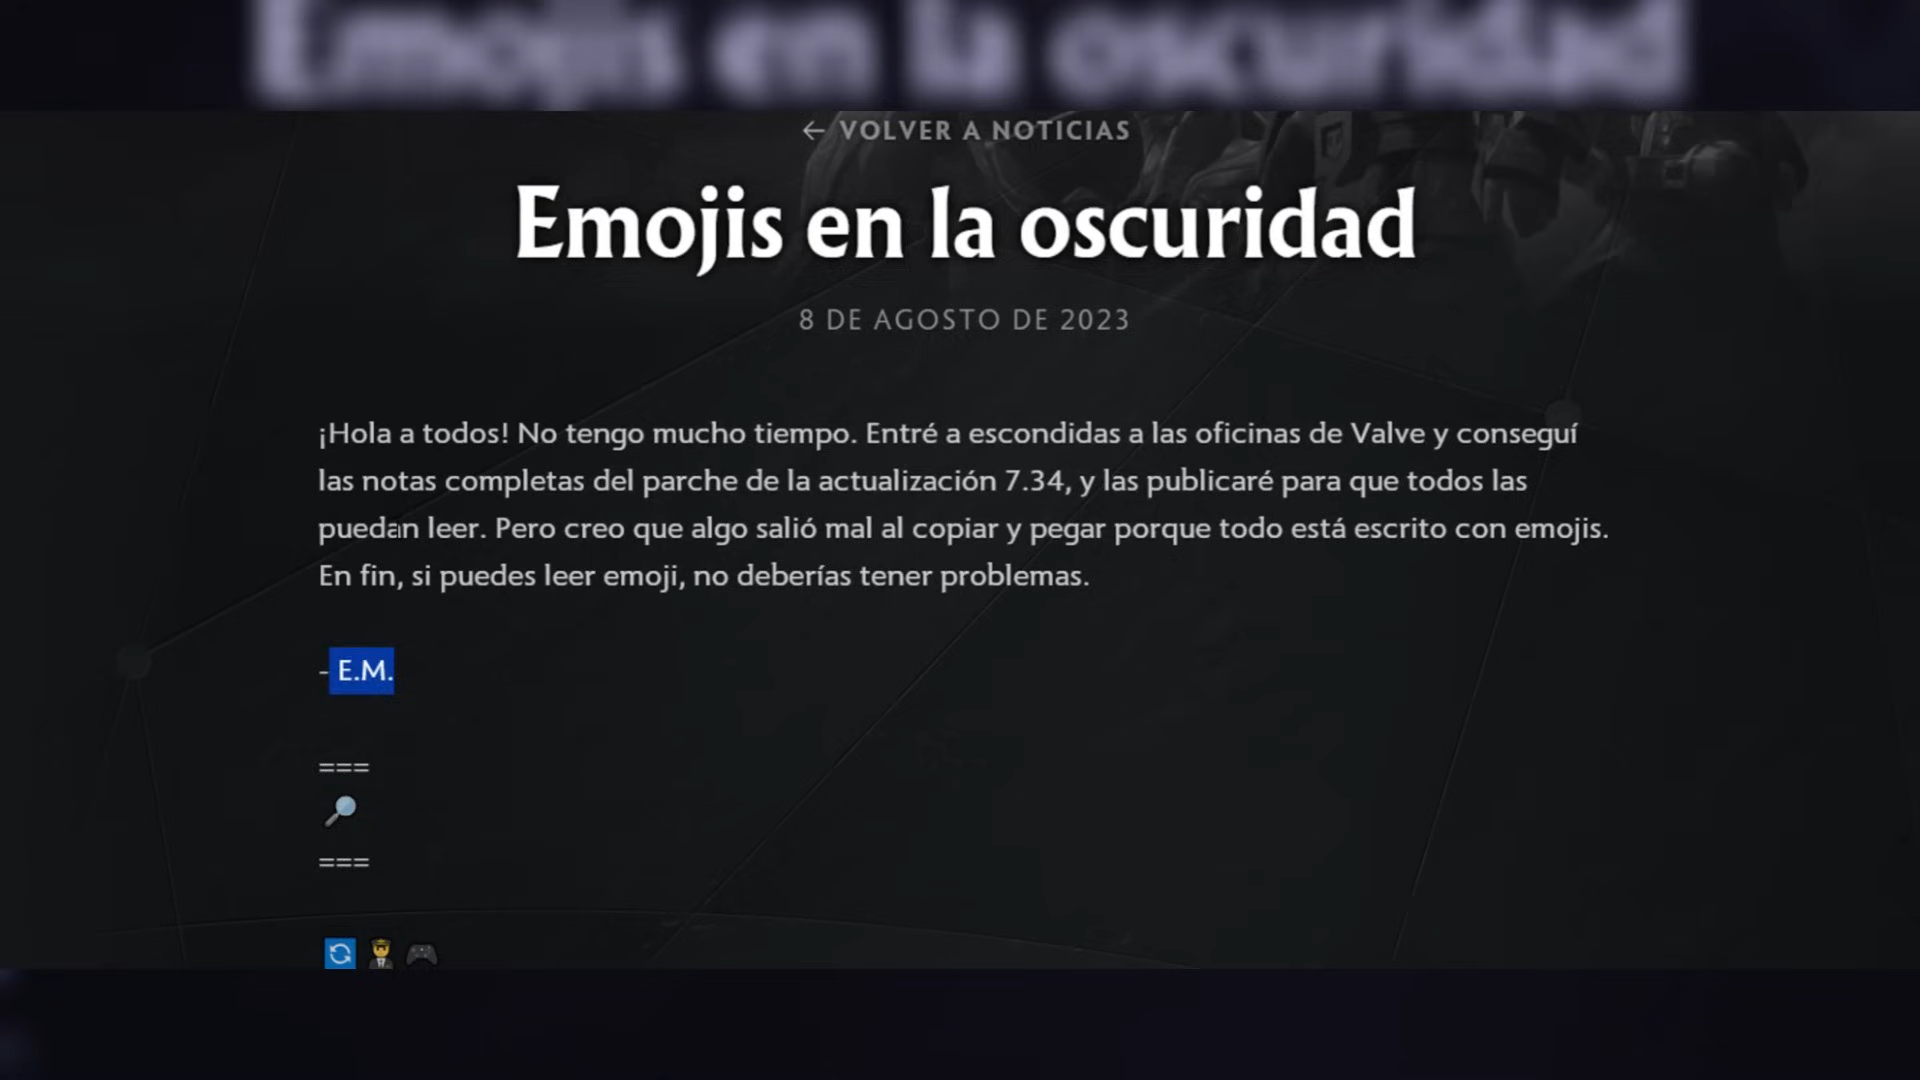 Emojis en la oscuridad
← VOLVER A NOTICIAS
Emojis en la oscuridad
8 DE AGOSTO DE 2023
¡Hola a todos! No tengo mucho tiempo. Entré a escondidas a las oficinas de Valve y conseguí
las notas completas del parche de la actualización 7.34, y las publicaré para que todos las
puedan leer. Pero creo que algo salió mal al copiar y pegar porque todo está escrito con emojis.
En fin, si puedes leer emoji, no deberías tener problemas.
- E.M.
===
🔎
===
🔄 👨‍✈️ 🎮